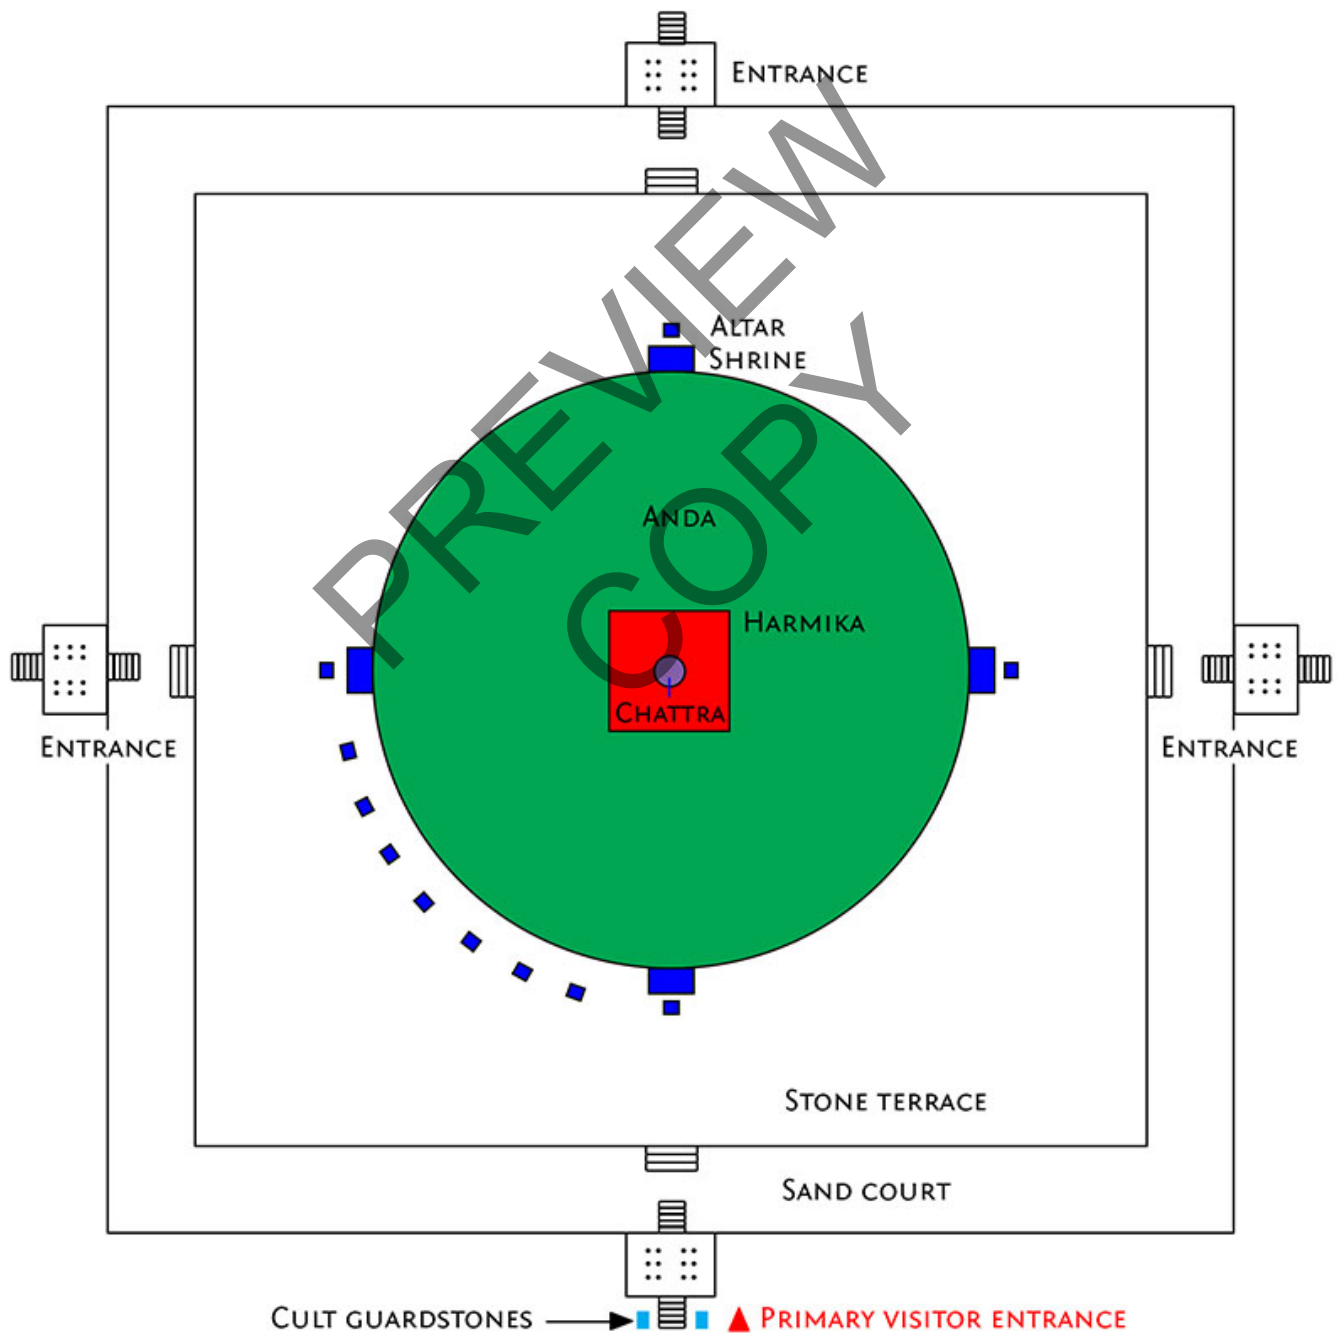 Entrance
Altar
Shrine
Anda
Harmika
Chattra
Entrance
Entrance
Stone terrace
Sand court
Cult guardstones
Primary visitor entrance
PREVIEW
COPY